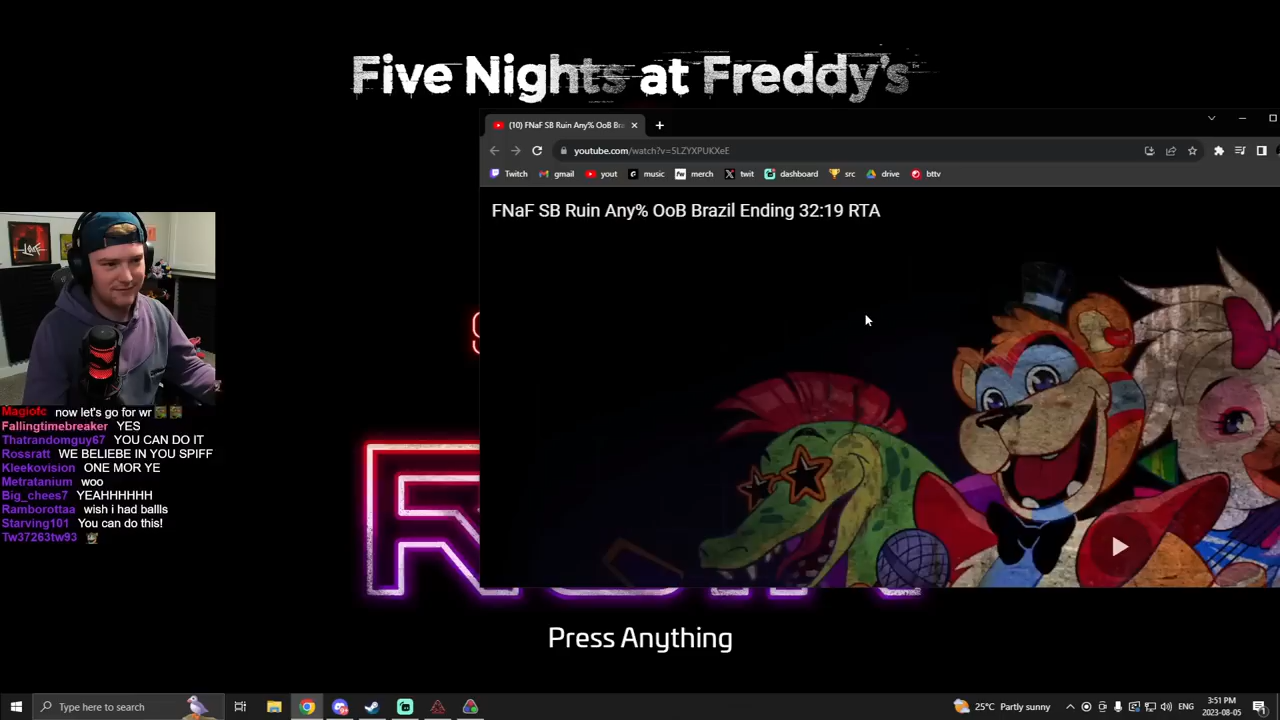 Five Nights at Freddy's
(10) FNaF SB Ruin Any% OoB Bra
youtube.com/watch?v=5LZYXPUKXeE
Twitch gmail yout music merch twit dashboard src drive bttv
FNaF SB Ruin Any% OoB Brazil Ending 32:19 RTA
Magiofc now let's go for wr
Fallingtimebreaker YES
Thatrandomguy67 YOU CAN DO IT
Rossratt WE BELIEBE IN YOU SPIFF
Kleekovision ONE MOR YE
Metratanium woo
Big_chees7 YEAHHHHHH
Ramborottaa wish i had ballls
Starving101 You can do this!
Tw37263tw93
Press Anything
Type here to search
25°C Partly sunny
ENG
3:51 PM
2023-08-05